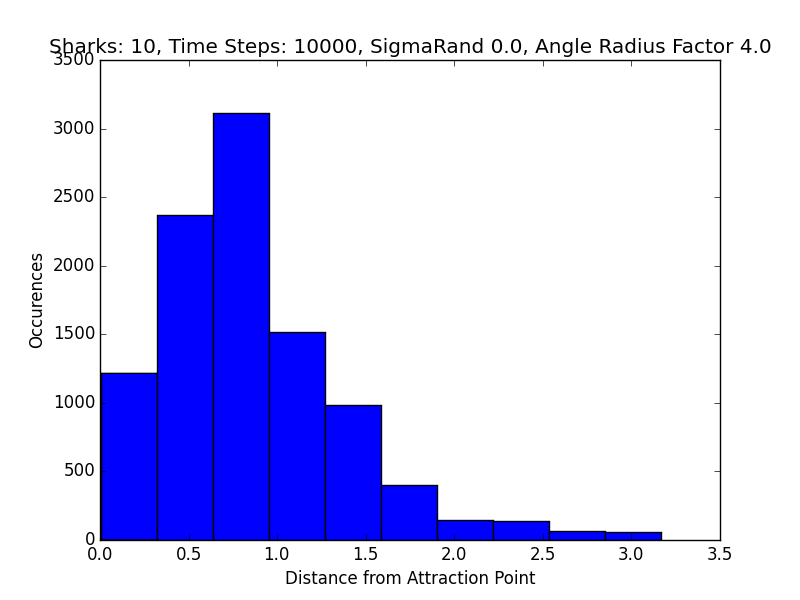 Sharks: 10, Time Steps: 10000, SigmaRand 0.0, Angle Radius Factor 4.0
3500
3000
2500
2000
1500
1000
500
0
Occurences
0.0 0.5 1.0 1.5 2.0 2.5 3.0 3.5
Distance from Attraction Point